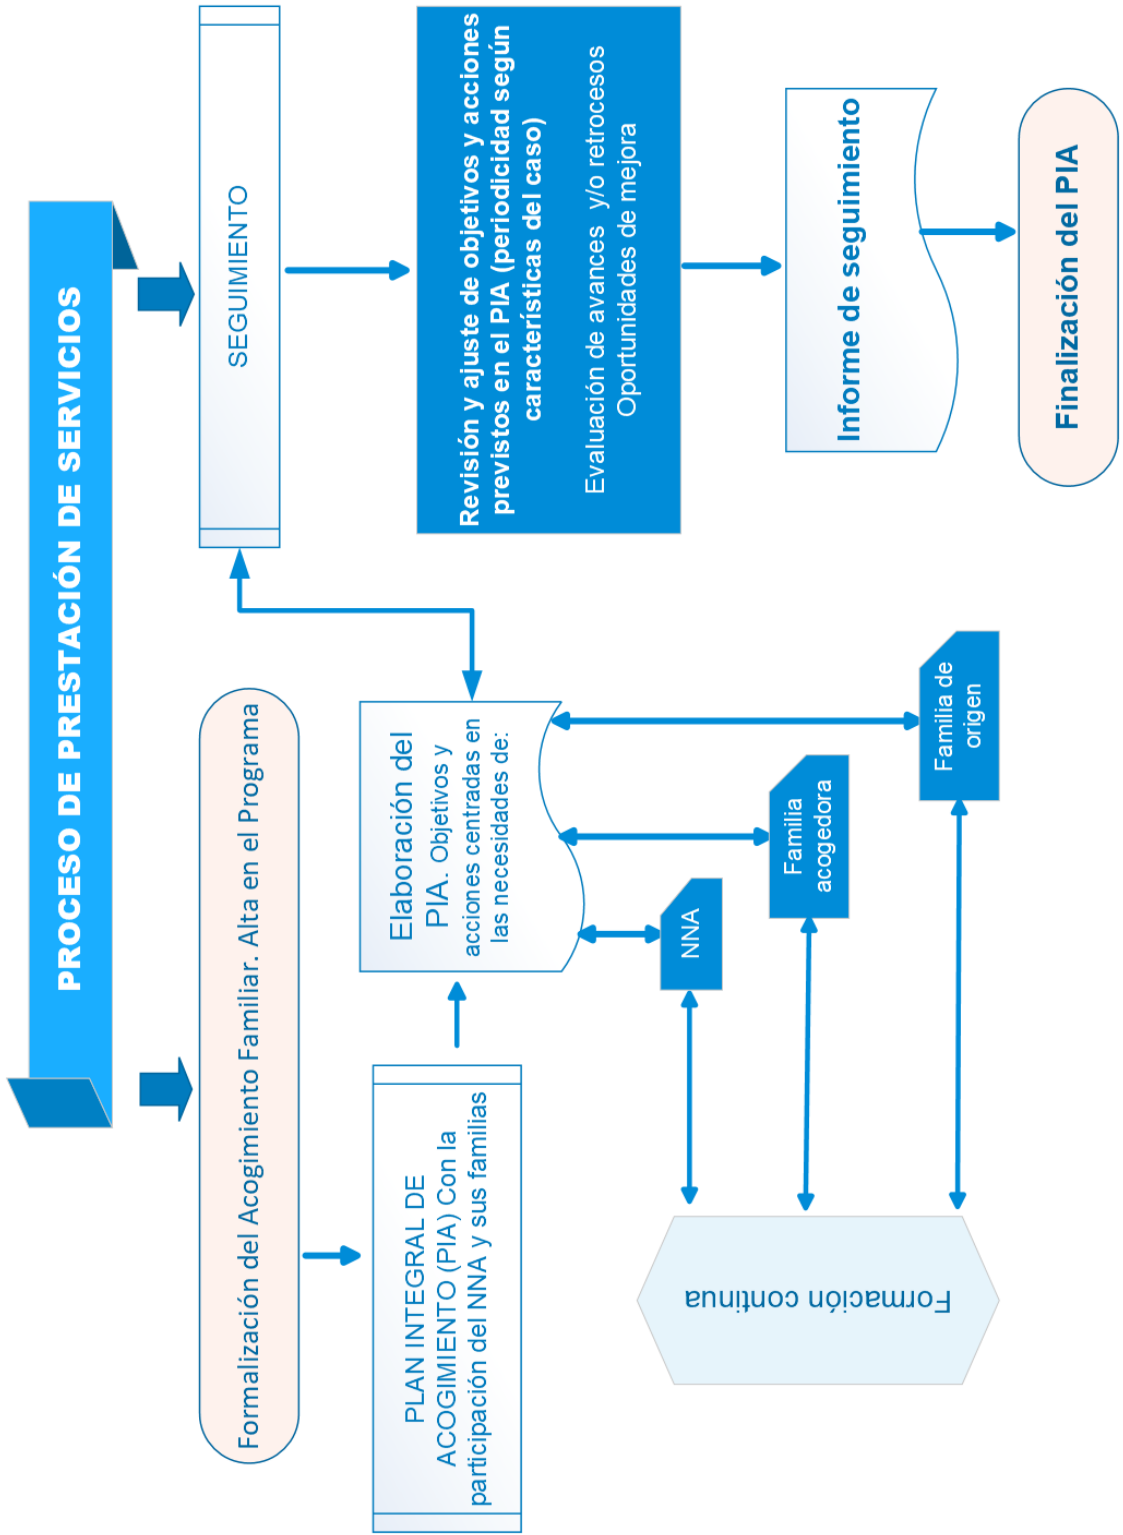 PROCESO DE PRESTACIÓN DE SERVICIOS
Formalización del Acogimiento Familiar. Alta en el Programa
PLAN INTEGRAL DE
ACOGIMIENTO (PIA) Con la
participación del NNA y sus familias
Elaboración del
PIA. Objetivos y
acciones centradas en
las necesidades de:
NNA
Familia
acogedora
Familia de
origen
Formación continua
SEGUIMIENTO
Revisión y ajuste de objetivos y acciones
previstos en el PIA (periodicidad según
características del caso)
Evaluación de avances y/o retrocesos
Oportunidades de mejora
Informe de seguimiento
Finalización del PIA